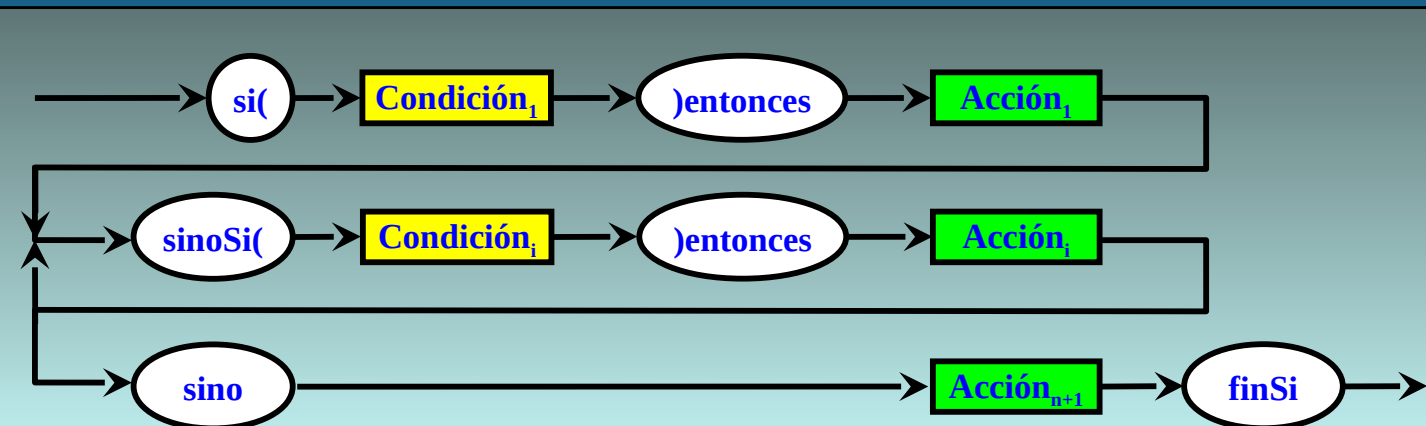 si( Condición₁ )entonces Acción₁
sinoSi( Condiciónᵢ )entonces Acciónᵢ
sino Acciónₙ₊₁ finSi